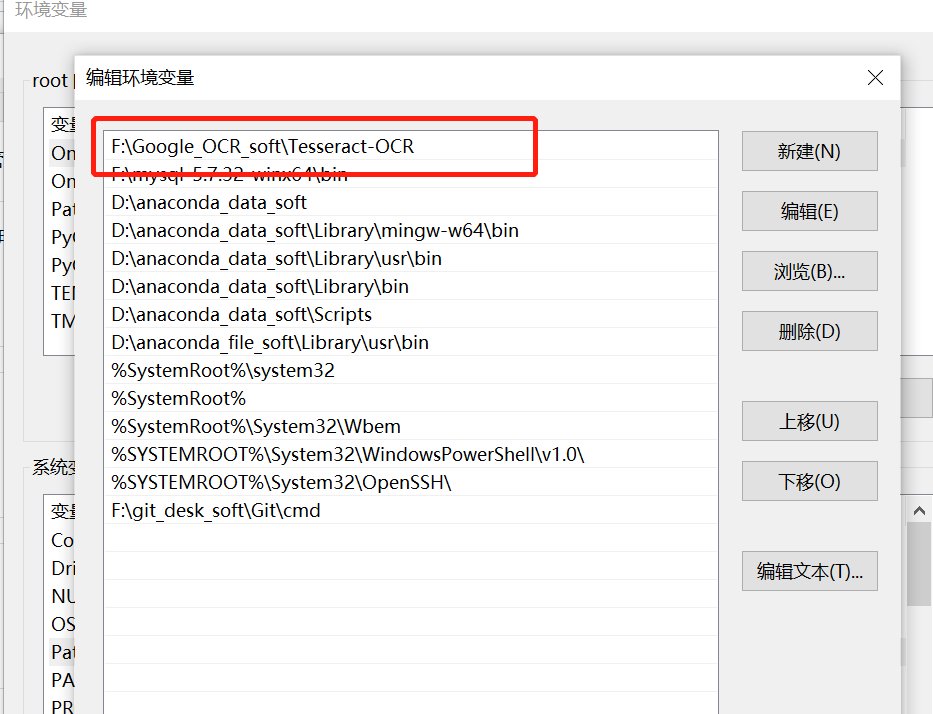 环境变量
root
编辑环境变量
变量
On
On
Pat
Py
Py
TE
TM
F:\Google_OCR_soft\Tesseract-OCR
F:\mysql-5.7.32-winx64\bin
D:\anaconda_data_soft
D:\anaconda_data_soft\Library\mingw-w64\bin
D:\anaconda_data_soft\Library\usr\bin
D:\anaconda_data_soft\Library\bin
D:\anaconda_data_soft\Scripts
D:\anaconda_file_soft\Library\usr\bin
%SystemRoot%\system32
%SystemRoot%
%SystemRoot%\System32\Wbem
%SYSTEMROOT%\System32\WindowsPowerShell\v1.0\
%SYSTEMROOT%\System32\OpenSSH\
F:\git_desk_soft\Git\cmd
新建(N)
编辑(E)
浏览(B)...
删除(D)
上移(U)
下移(O)
编辑文本(T)...
系统变
变量
Co
Dri
NU
OS
Pat
PA
PR